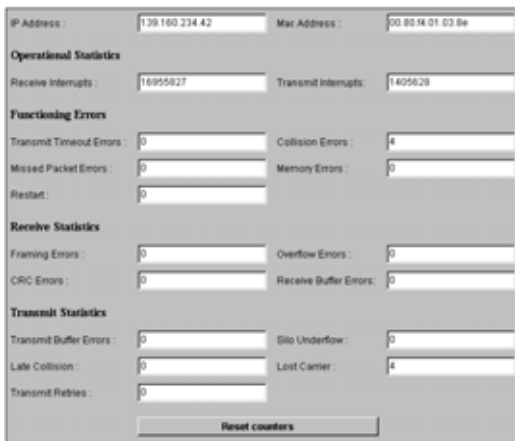 IP Address : 139.160.234.42 Mac Address : 00.80.f4.01.03.8e
Operational Statistics
Receive Interrupts : 16955827 Transmit Interrupts: 1405628
Functioning Errors
Transmit Timeout Errors : 0 Collision Errors : 4
Missed Packet Errors : 0 Memory Errors : 0
Restart : 0
Receive Statistics
Framing Errors : 0 Overflow Errors : 0
CRC Errors : 0 Receive Buffer Errors: 0
Transmit Statistics
Transmit Buffer Errors : 0 Silo Underflow : 0
Late Collision : 0 Lost Carrier : 4
Transmit Retries : 0
Reset counters